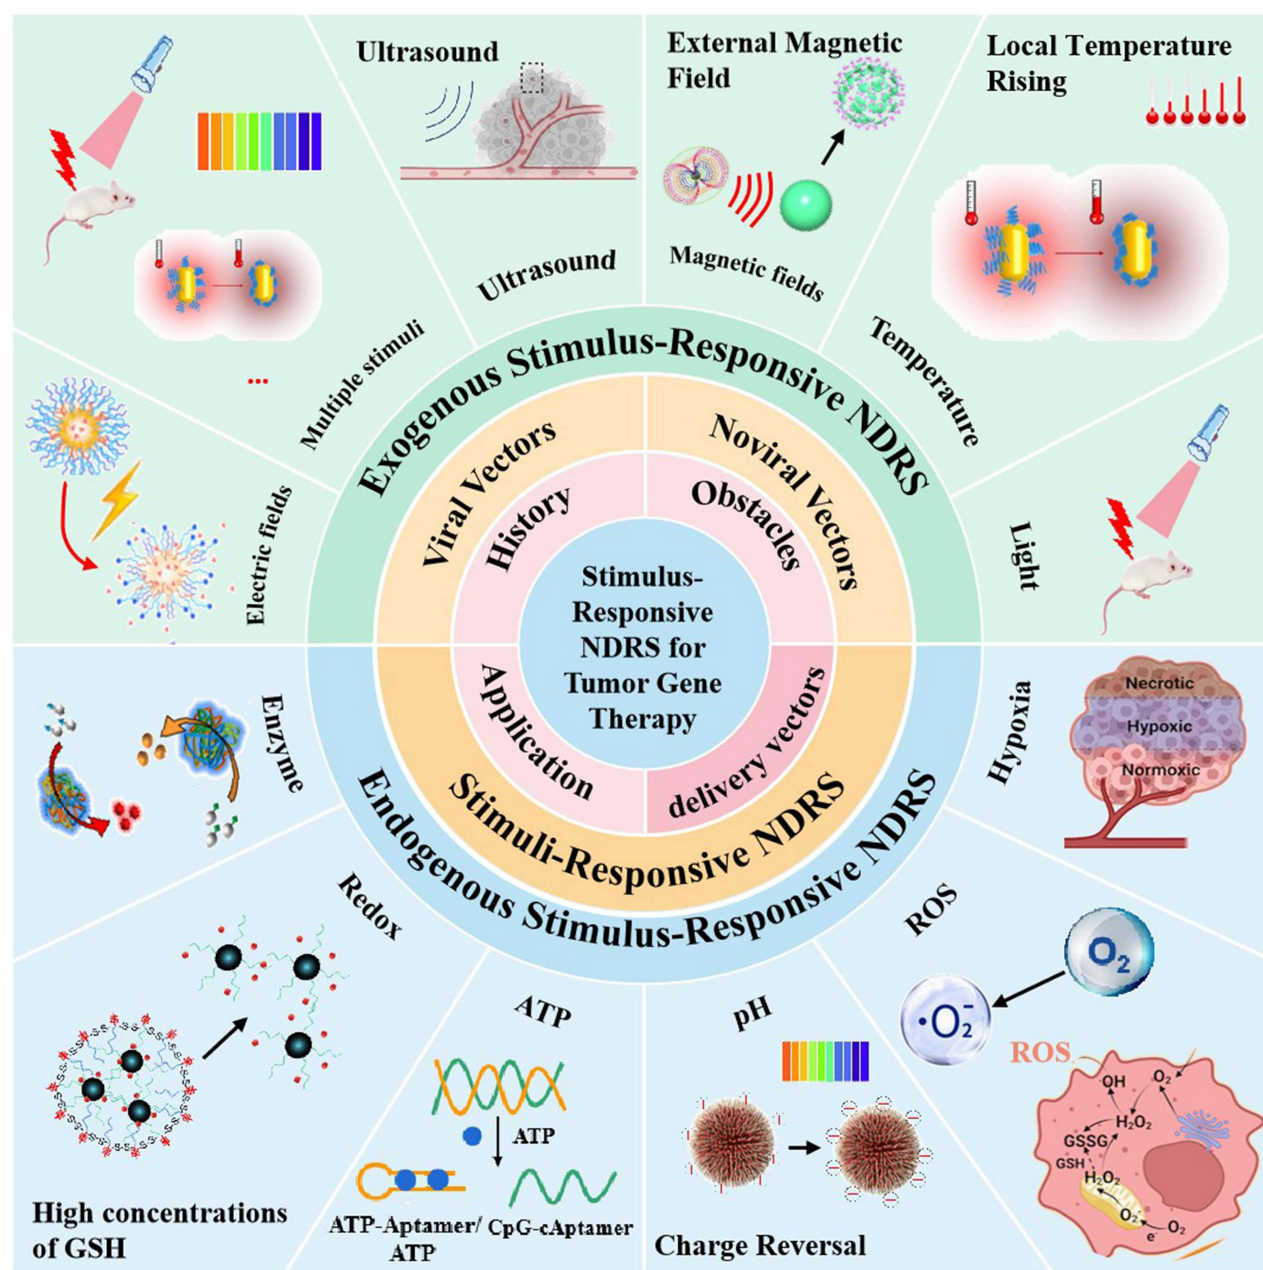 Ultrasound
External Magnetic
Field
Local Temperature
Rising
Ultrasound
Magnetic fields
Multiple stimuli
...
Temperature
Electric fields
Light
Exogenous Stimulus-Responsive NDRS
Viral Vectors
Noviral Vectors
History
Obstacles
Stimulus-
Responsive
NDRS for
Tumor Gene
Therapy
Application
delivery vectors
Stimuli-Responsive NDRS
Endogenous Stimulus-Responsive NDRS
Enzyme
Hypoxia
Necrotic
Hypoxic
Normoxic
Redox
-S-S-
High concentrations
of GSH
ATP
ATP
ATP-Aptamer/
ATP
CpG-cAptamer
pH
Charge Reversal
ROS
O2
·O2-
ROS
OH
O2
H2O2
GSSG
GSH
H2O2
O2-
e-
O2